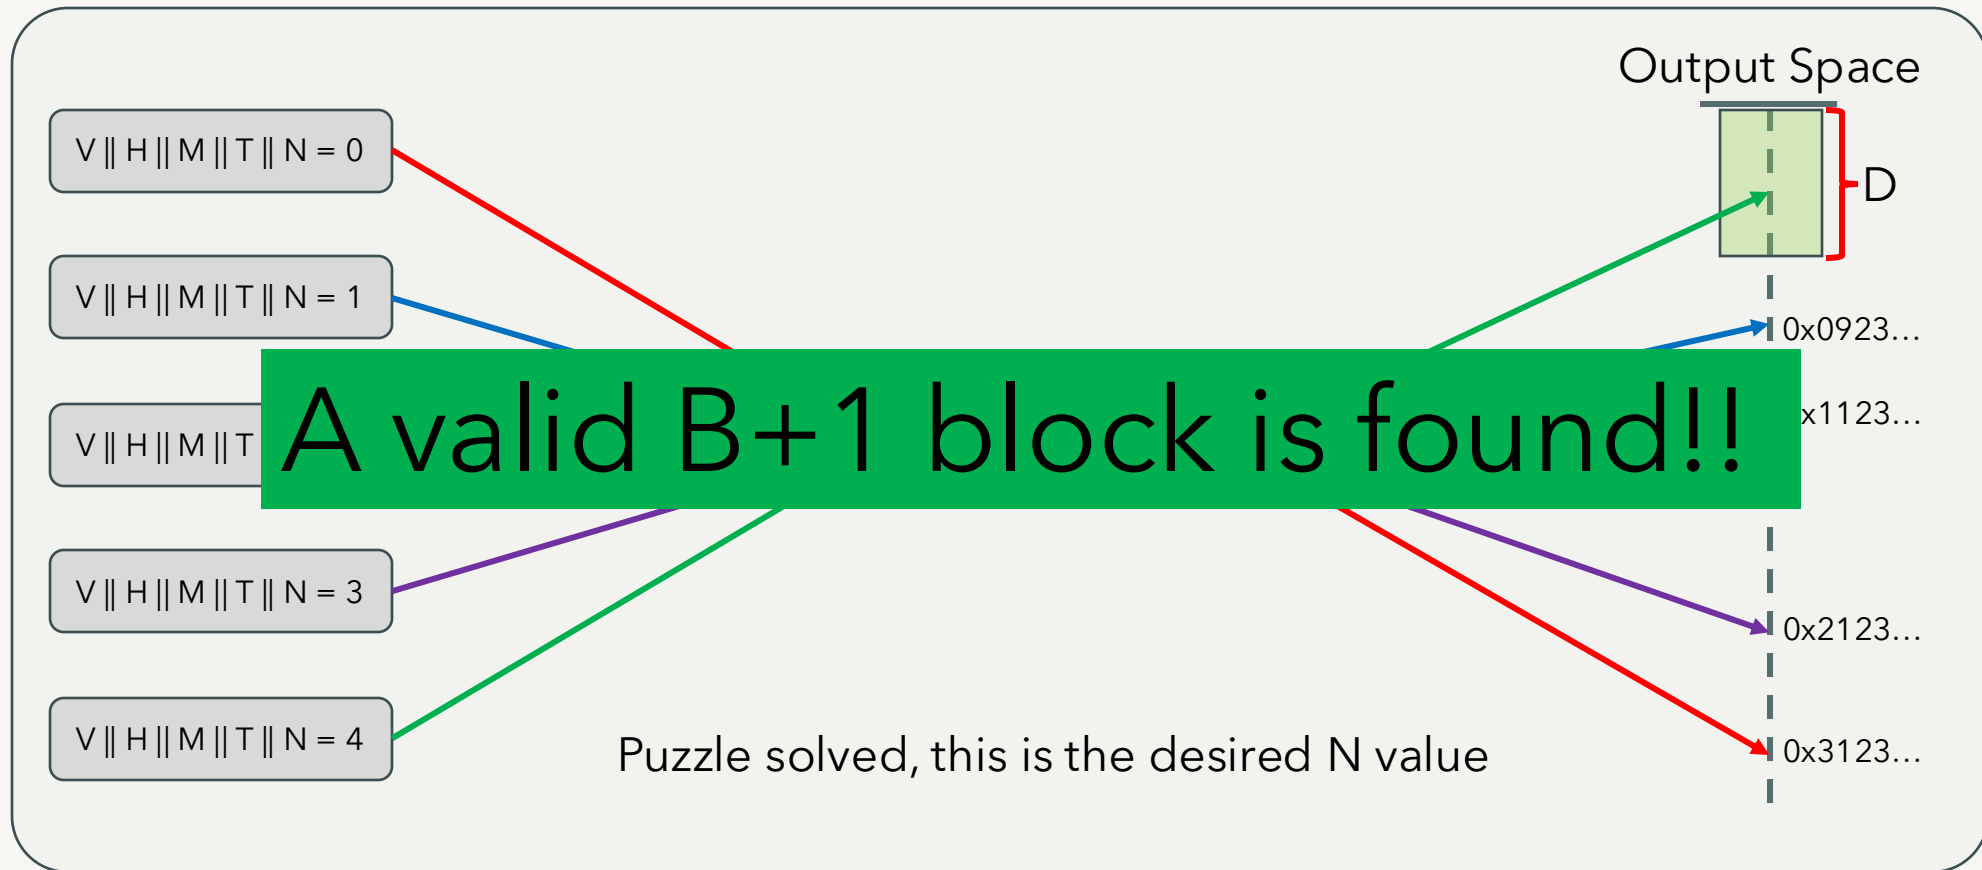 Output Space
V || H || M || T || N = 0
D
V || H || M || T || N = 1
0x0923...
V || H || M || T
A valid B+1 block is found!!
x1123...
V || H || M || T || N = 3
0x2123...
V || H || M || T || N = 4
Puzzle solved, this is the desired N value
0x3123...